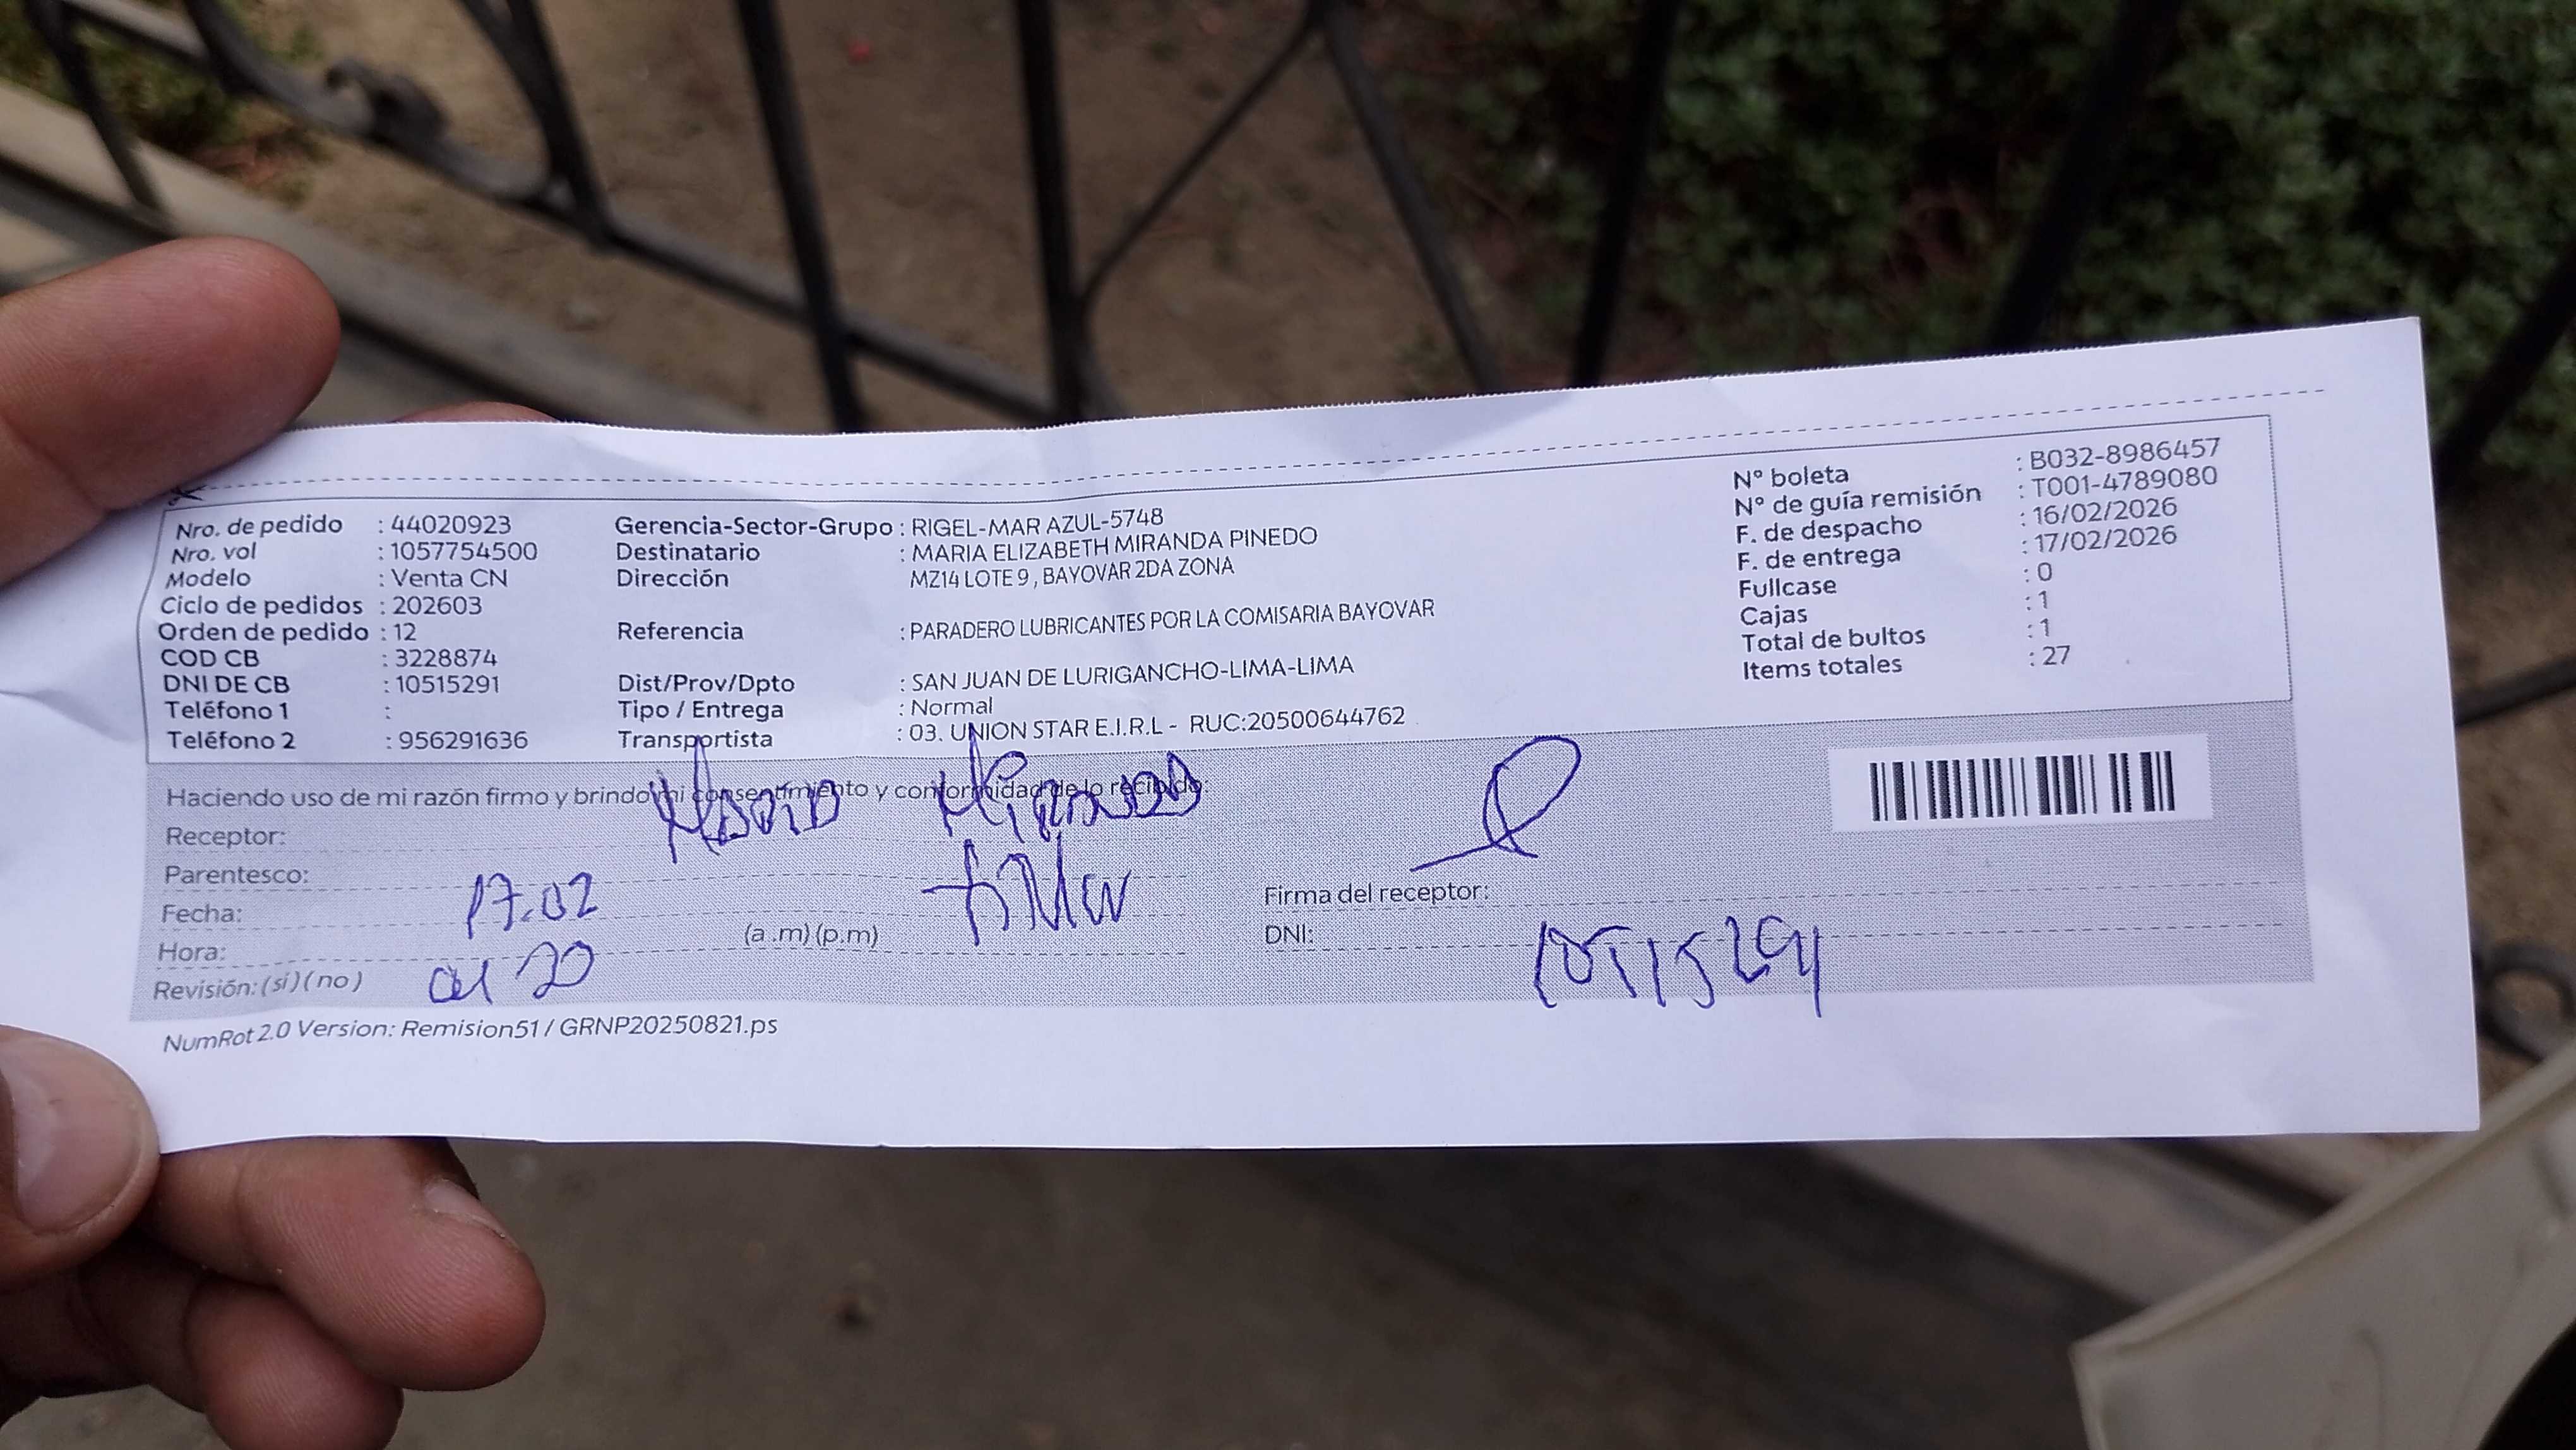 Nro. de pedido : 44020923
Nro. vol : 1057754500
Modelo : Venta CN
Ciclo de pedidos : 202603
Orden de pedido : 12
COD CB : 3228874
DNI DE CB : 10515291
Teléfono 1 :
Teléfono 2 : 956291636
Gerencia-Sector-Grupo : RIGEL-MAR AZUL-5748
Destinatario : MARIA ELIZABETH MIRANDA PINEDO
Dirección MZ14 LOTE 9 , BAYOVAR 2DA ZONA
Referencia : PARADERO LUBRICANTES POR LA COMISARIA BAYOVAR
Dist/Prov/Dpto : SAN JUAN DE LURIGANCHO-LIMA-LIMA
Tipo / Entrega : Normal
Transportista : 03. UNION STAR E.I.R.L - RUC:20500644762
Nº boleta : B032-8986457
Nº de guía remisión : T001-4789080
F. de despacho : 16/02/2026
F. de entrega : 17/02/2026
Fullcase : 0
Cajas : 1
Total de bultos : 1
Items totales : 27
Haciendo uso de mi razón firmo y brindo mi consentimiento y conformidad de lo recibido:
Receptor:
Parentesco:
Fecha: 17.02
Hora: (a .m) (p.m)
Revisión: (si) ( no )
Firma del receptor:
DNI: 10515291
NumRot 2.0 Version: Remision51 / GRNP20250821.ps